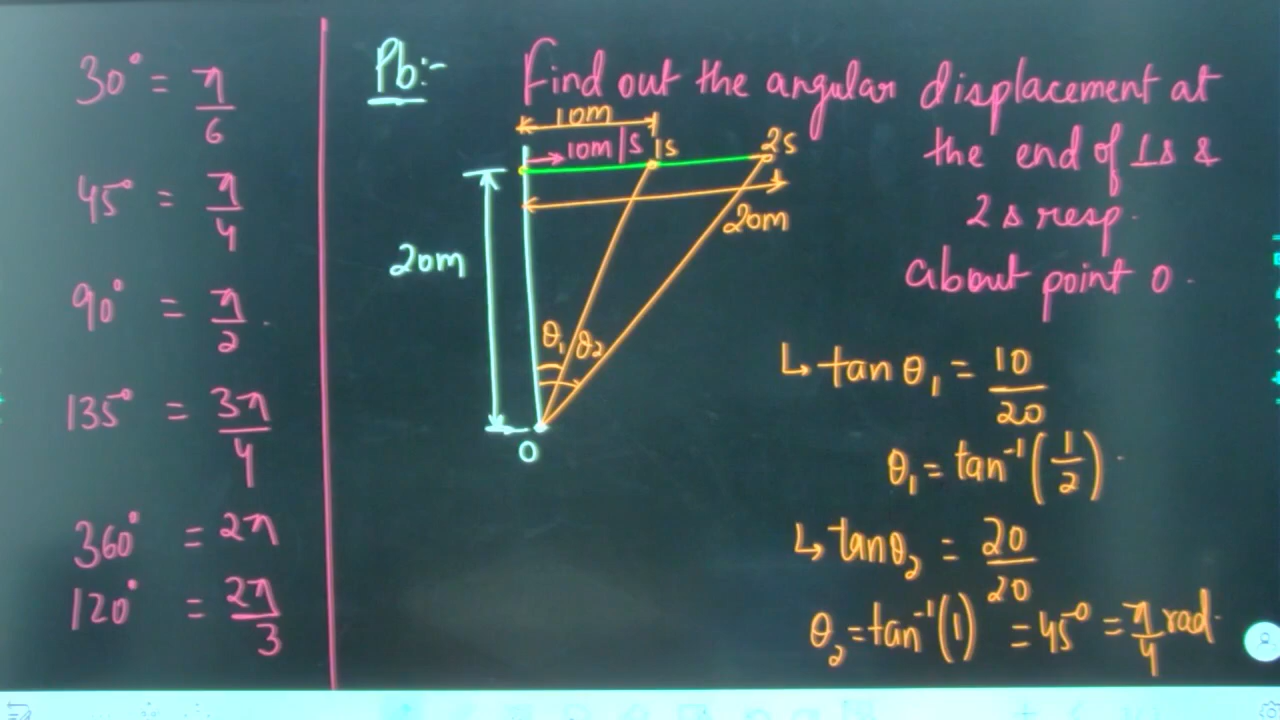 30° = π/6
45° = π/4
90° = π/2.
135° = 3π/4
360° = 2π
120° = 2π/3
Pb:-
Find out the angular displacement at
the end of 1s &
2s resp.
about point O.
10m
10m/s
1s
2s
20m
20m
θ₁
θ₂
O
↳ tan θ₁ = 10/20
θ₁ = tan⁻¹(1/2).
↳ tanθ₂ = 20/20
θ₂ = tan⁻¹(1) = 45° = π/4 rad.